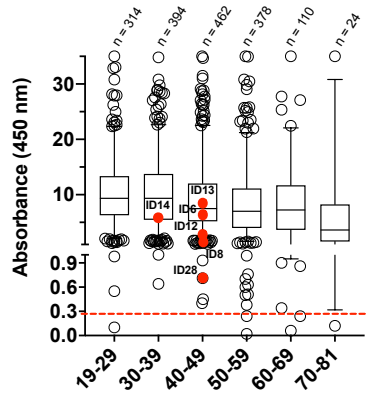 n = 314
n = 394
n = 462
n = 378
n = 110
n = 24
Absorbance (450 nm)
30
20
10
0.9
0.6
0.3
0.0
ID14
ID13
ID6
ID12
ID8
ID28
19-29
30-39
40-49
50-59
60-69
70-81